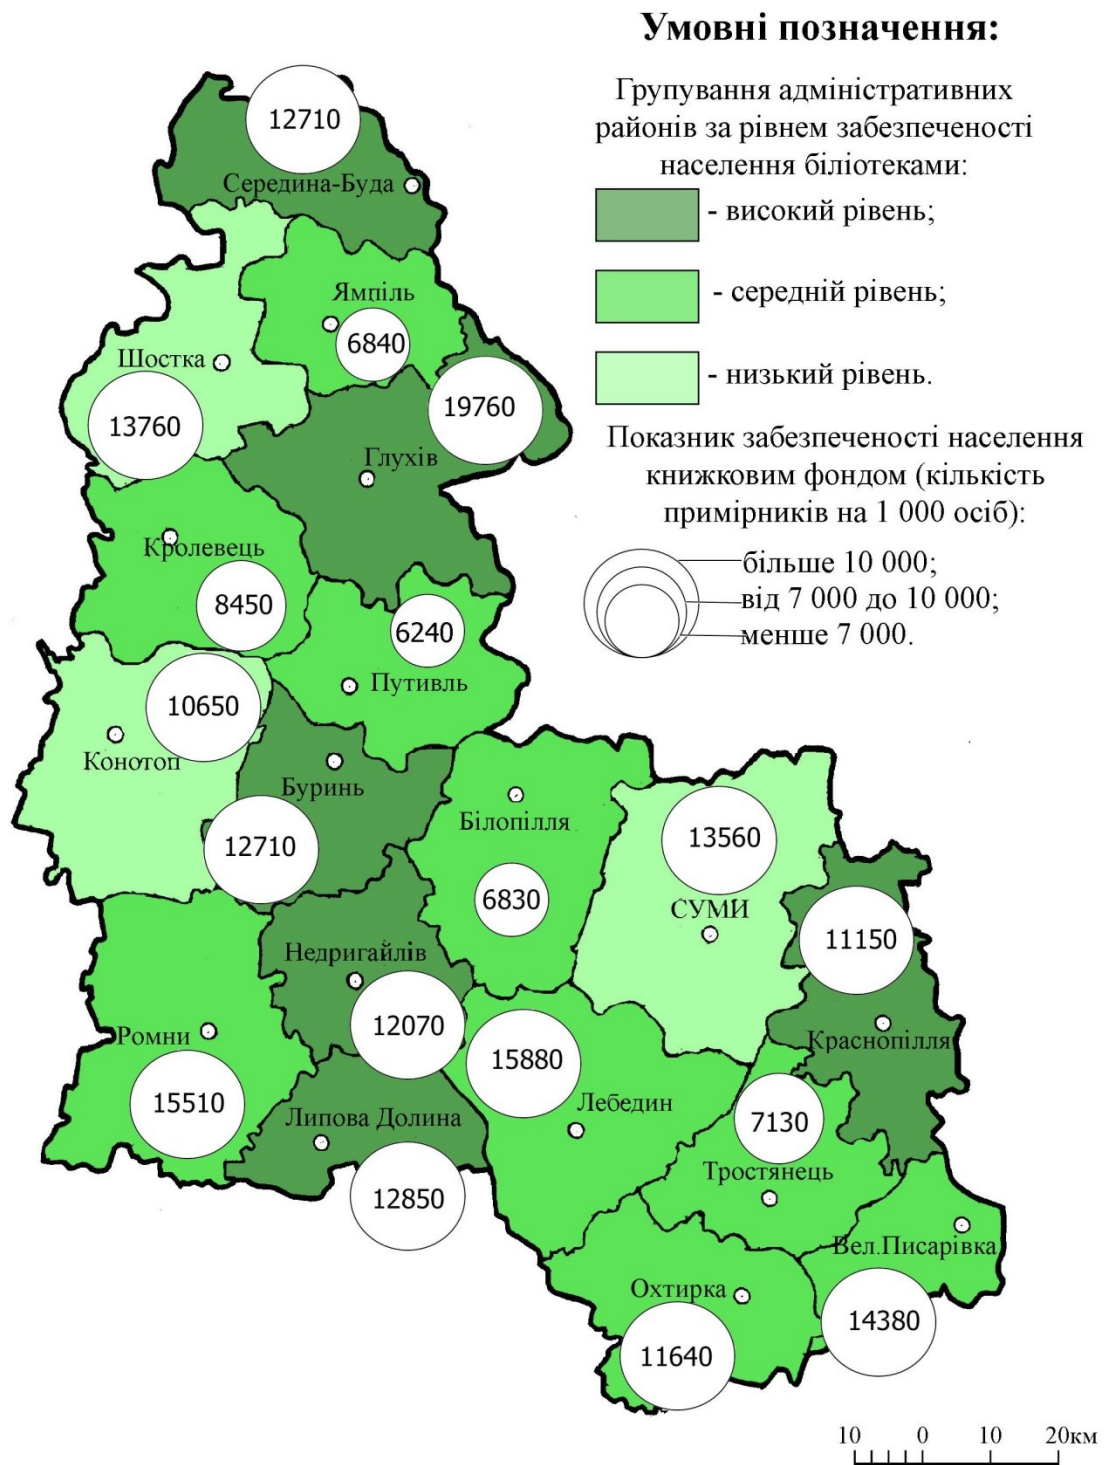 Умовні позначення:
Групування адміністративних
районів за рівнем забезпеченості
населення біліотеками:
- високий рівень;
- середній рівень;
- низький рівень.
Показник забезпеченості населення
книжковим фондом (кількість
примірників на 1 000 осіб):
більше 10 000;
від 7 000 до 10 000;
менше 7 000.
12710
Середина-Буда
Ямпіль
6840
Шостка
13760
19760
Глухів
Кролевець
8450
6240
Путивль
10650
Конотоп
Буринь
12710
Білопілля
6830
13560
СУМИ
11150
Краснопілля
Недригайлів
12070
Ромни
15510
15880
Лебедин
Липова Долина
12850
7130
Тростянець
Вел.Писарівка
14380
Охтирка
11640
10 0 10 20км